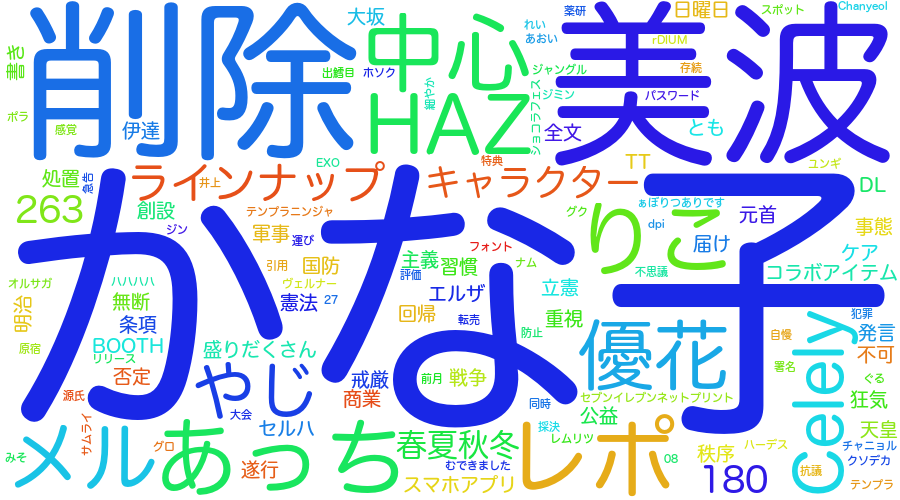 薬研
スポット
Chanyeol
大坂
れい
日曜日
書き
削除
中心
あおい
rDIUM
美波
出鱈目
ホソク
ジャングル
存続
ポラ
感覚
伊達
健やか
ジミン
パスワード
HAZ
ショコラフェス
全文
とも
EXO
特典
TT
ユンギ
処置
急告
ラインナップ
井上
キャラクター
DL
263
創設
テンプラニンジャ
グク
ぁぽりつありです
元首
ジン
軍事
運び
フォント
りこ
dpi
届け
事態
かな子
主義
習慣
ナム
ケア
オルサガ
ハハハハ
引用
国防
評価
不思議
コラボアイテム
無断
ヴェルナー
憲法
27
エルザ
立憲
明治
条項
回帰
転売
重視
犯罪
原宿
BOOTH
防止
自慢
発言
リリース
盛りだくさん
優花
Celely
不可
否定
やじ
戒厳
前月
戦争
署名
ぐる
源氏
商業
セブンイレブンネットプリント
狂気
サムライ
大会
同時
公益
メル
あっち
セルハ
春夏秋冬
採決
レポ
天皇
みそ
グロ
レムリツ
秩序
ハーデス
チャニョル
遂行
むできました
08
抗議
クソデカ
スマホアプリ
180
テンプラ